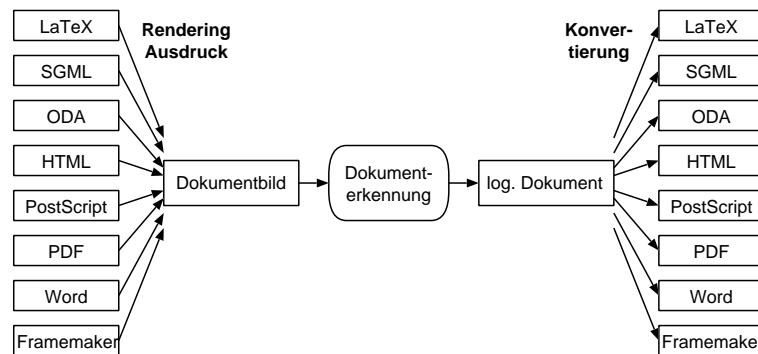 LaTeX
SGML
ODA
HTML
PostScript
PDF
Word
Framemaker
Rendering
Ausdruck
Dokumentbild
Dokument-
erkennung
log. Dokument
Konver-
tierung
LaTeX
SGML
ODA
HTML
PostScript
PDF
Word
Framemaker